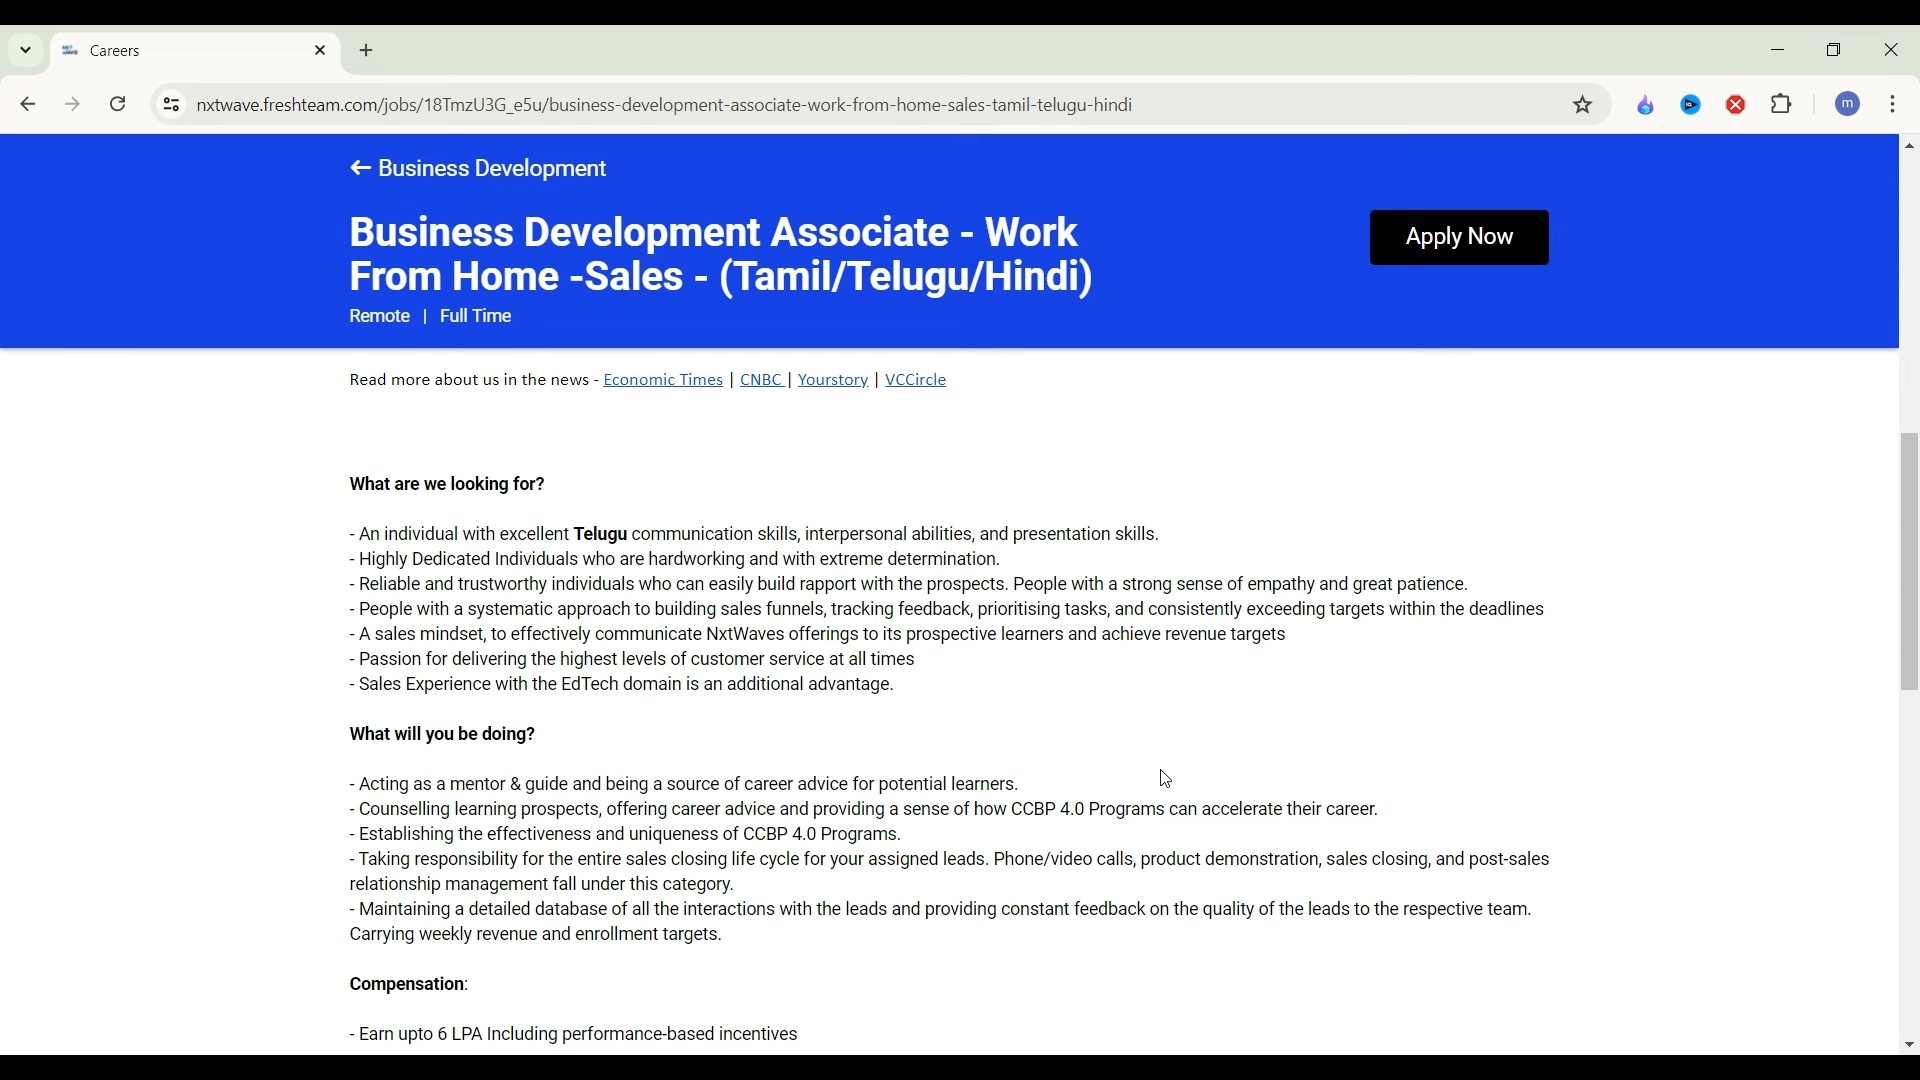 Careers
nxtwave.freshteam.com/jobs/18TmzU3G_e5u/business-development-associate-work-from-home-sales-tamil-telugu-hindi
m
← Business Development
Business Development Associate - Work
From Home -Sales - (Tamil/Telugu/Hindi)
Apply Now
Remote | Full Time
Read more about us in the news - Economic Times | CNBC | Yourstory | VCCircle
What are we looking for?
- An individual with excellent Telugu communication skills, interpersonal abilities, and presentation skills.
- Highly Dedicated Individuals who are hardworking and with extreme determination.
- Reliable and trustworthy individuals who can easily build rapport with the prospects. People with a strong sense of empathy and great patience.
- People with a systematic approach to building sales funnels, tracking feedback, prioritising tasks, and consistently exceeding targets within the deadlines
- A sales mindset, to effectively communicate NxtWaves offerings to its prospective learners and achieve revenue targets
- Passion for delivering the highest levels of customer service at all times
- Sales Experience with the EdTech domain is an additional advantage.
What will you be doing?
- Acting as a mentor & guide and being a source of career advice for potential learners.
- Counselling learning prospects, offering career advice and providing a sense of how CCBP 4.0 Programs can accelerate their career.
- Establishing the effectiveness and uniqueness of CCBP 4.0 Programs.
- Taking responsibility for the entire sales closing life cycle for your assigned leads. Phone/video calls, product demonstration, sales closing, and post-sales
relationship management fall under this category.
- Maintaining a detailed database of all the interactions with the leads and providing constant feedback on the quality of the leads to the respective team.
Carrying weekly revenue and enrollment targets.
Compensation:
- Earn upto 6 LPA Including performance-based incentives